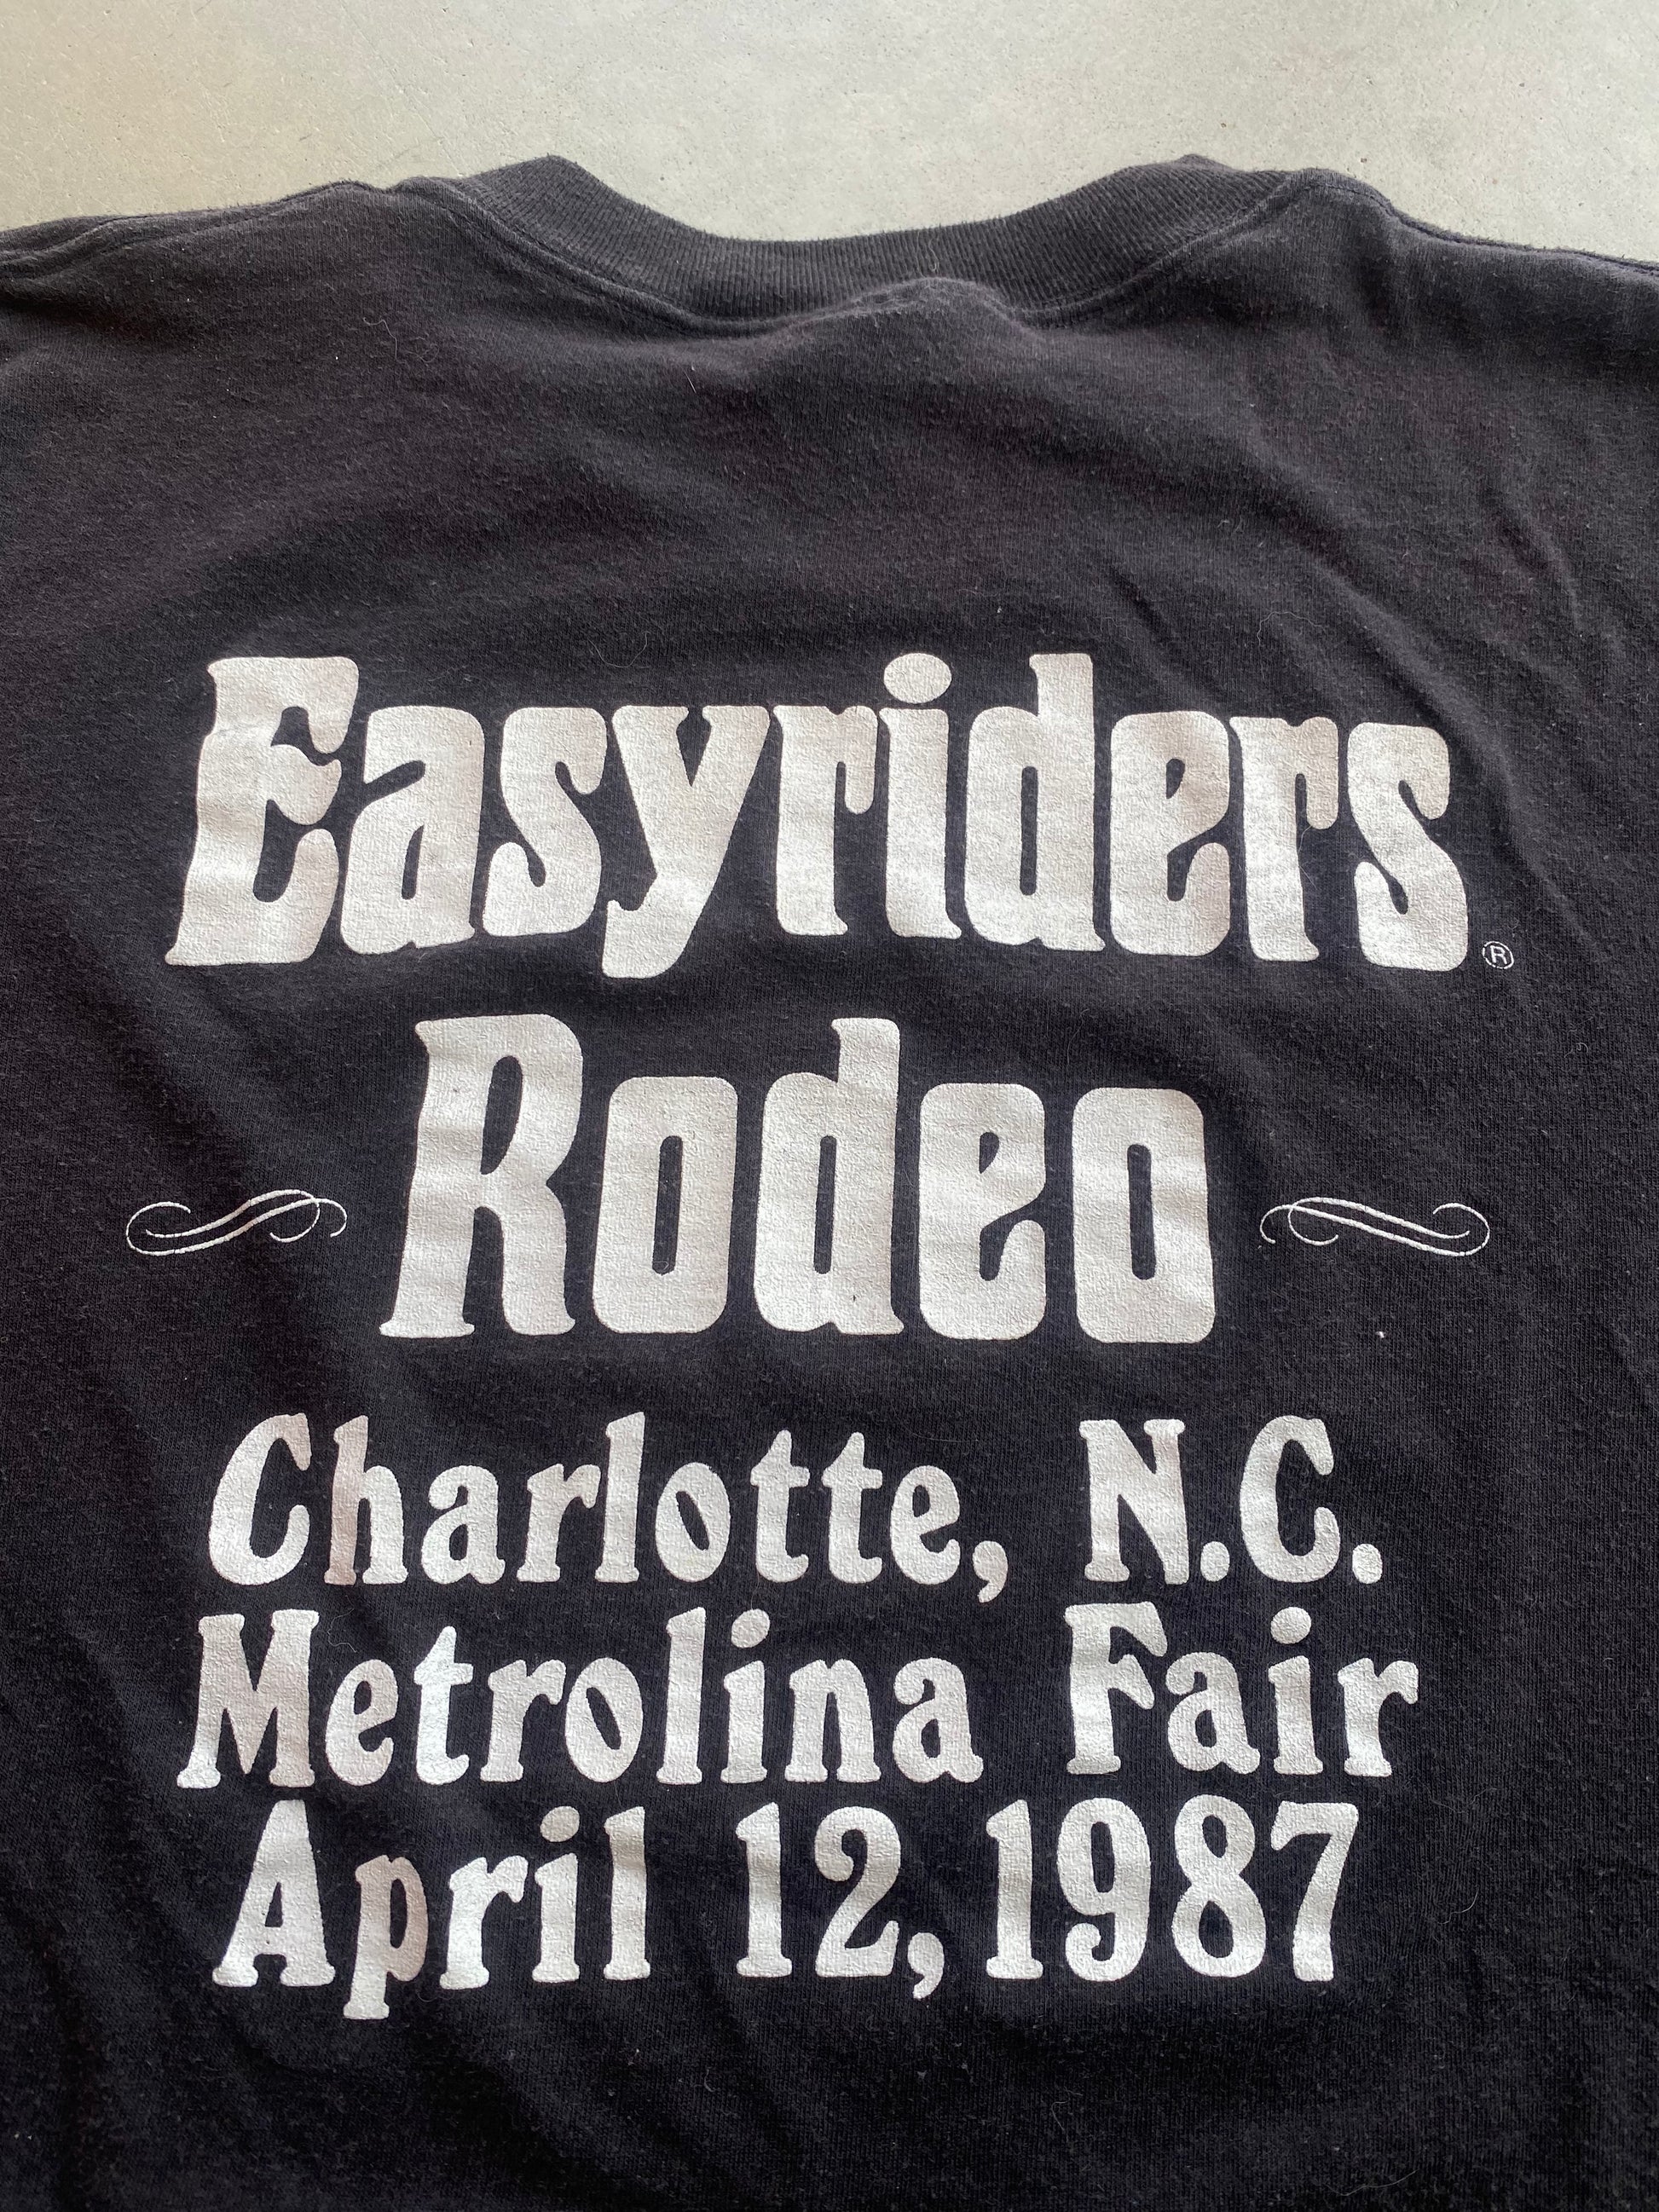 Easyriders®
Rodeo
Charlotte, N.C.
Metrolina Fair
April 12, 1987